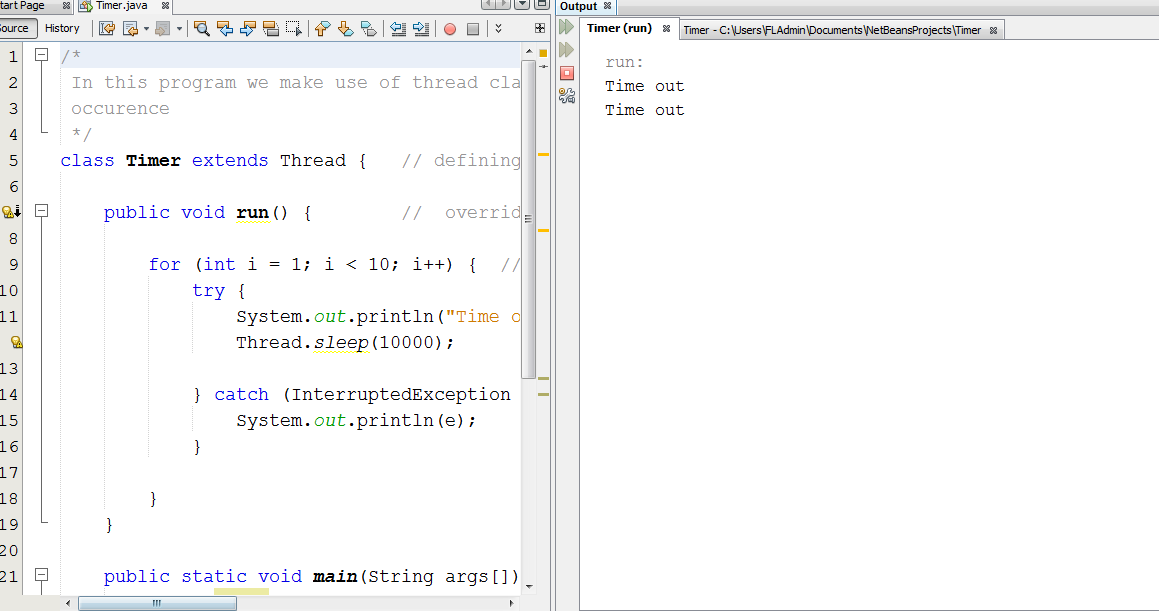 tart Page Timer.java
Source History
1 /*
2 In this program we make use of thread cla
3 occurence
4 */
5 class Timer extends Thread { // defining
6
public void run() { // overrid
8
9 for (int i = 1; i < 10; i++) { //
10 try {
11 System.out.println("Time o
Thread.sleep(10000);
13
14 } catch (InterruptedException
15 System.out.println(e);
16 }
17
18 }
19 }
20
21 public static void main(String args[])
Output
Timer (run) Timer - C:\Users\FLAdmin\Documents\NetBeansProjects\Timer
run:
Time out
Time out